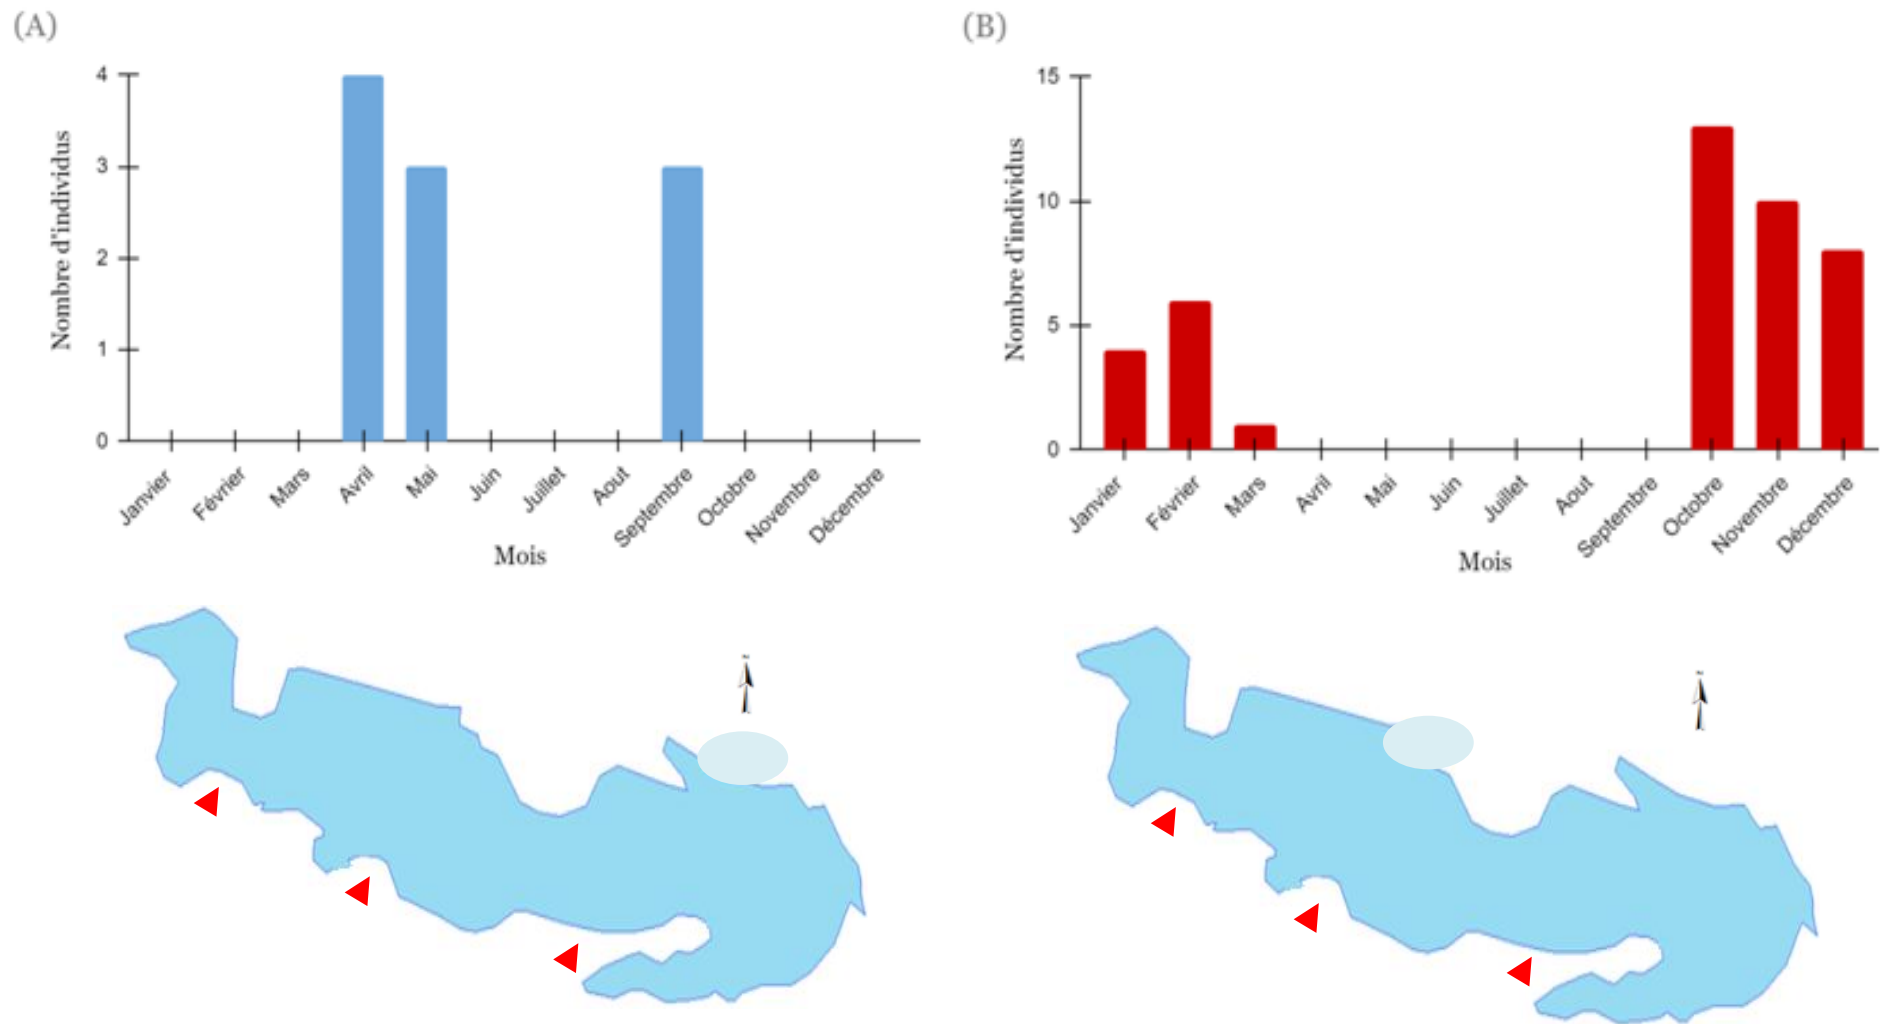 (A)
(B)
Nombre d'individus
4
3
2
1
0
Janvier
Février
Mars
Avril
Mai
Juin
Juillet
Aout
Septembre
Octobre
Novembre
Décembre
Mois
Nombre d'individus
15
10
5
0
Janvier
Février
Mars
Avril
Mai
Juin
Juillet
Aout
Septembre
Octobre
Novembre
Décembre
Mois